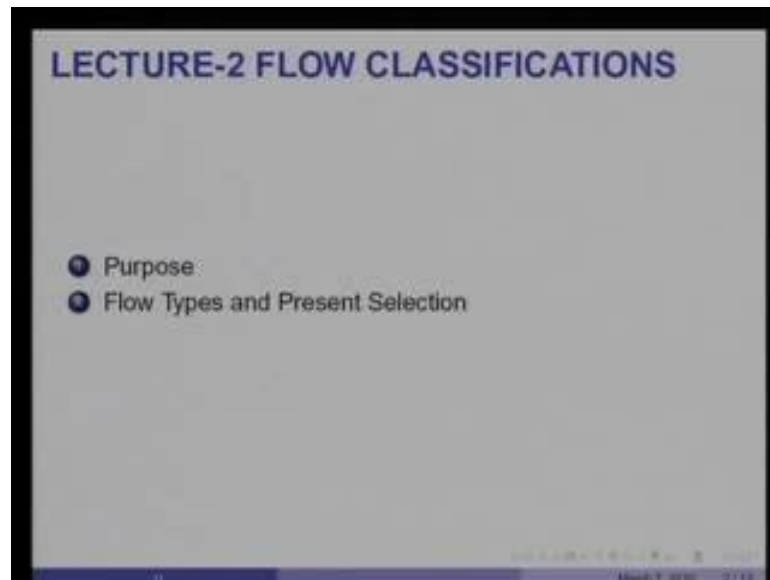 LECTURE-2 FLOW CLASSIFICATIONS
Purpose
Flow Types and Present Selection